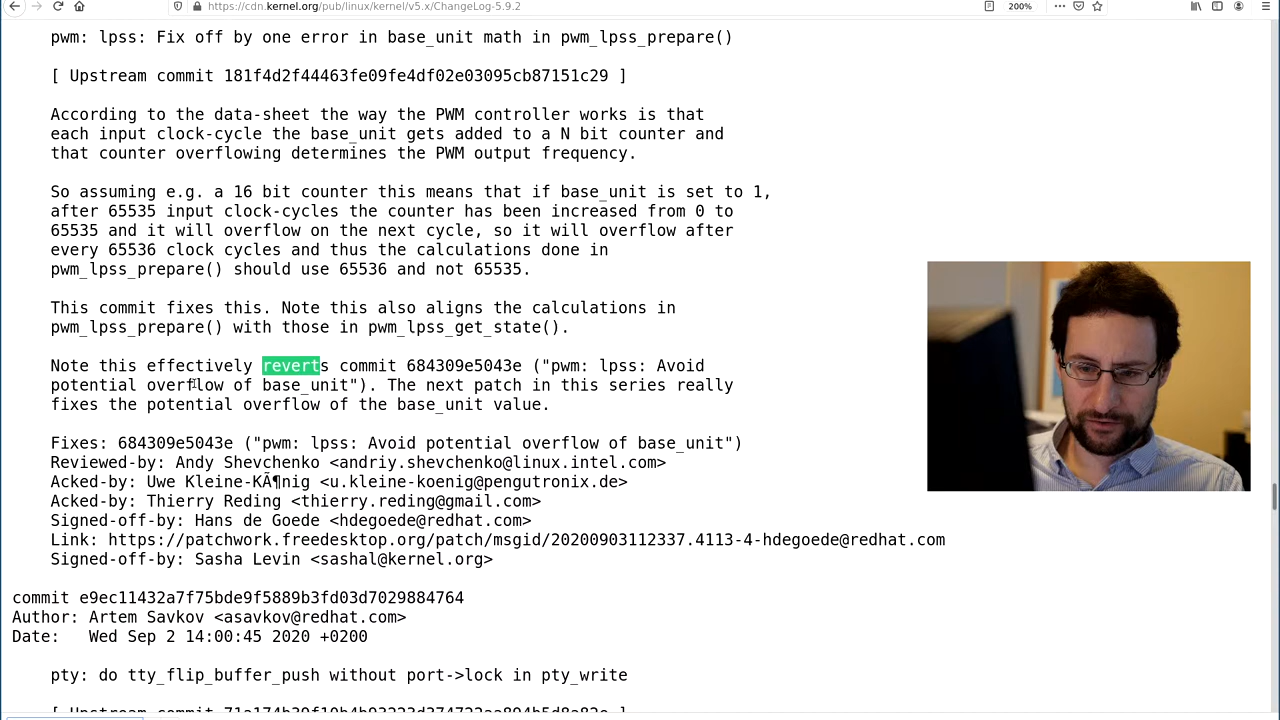 https://cdn.kernel.org/pub/linux/kernel/v5.x/ChangeLog-5.9.2
200%
pwm: lpss: Fix off by one error in base_unit math in pwm_lpss_prepare()
[ Upstream commit 181f4d2f44463fe09fe4df02e03095cb87151c29 ]
According to the data-sheet the way the PWM controller works is that
each input clock-cycle the base_unit gets added to a N bit counter and
that counter overflowing determines the PWM output frequency.
So assuming e.g. a 16 bit counter this means that if base_unit is set to 1,
after 65535 input clock-cycles the counter has been increased from 0 to
65535 and it will overflow on the next cycle, so it will overflow after
every 65536 clock cycles and thus the calculations done in
pwm_lpss_prepare() should use 65536 and not 65535.
This commit fixes this. Note this also aligns the calculations in
pwm_lpss_prepare() with those in pwm_lpss_get_state().
Note this effectively reverts commit 684309e5043e ("pwm: lpss: Avoid
potential overflow of base_unit"). The next patch in this series really
fixes the potential overflow of the base_unit value.
Fixes: 684309e5043e ("pwm: lpss: Avoid potential overflow of base_unit")
Reviewed-by: Andy Shevchenko <andriy.shevchenko@linux.intel.com>
Acked-by: Uwe Kleine-KÃ¶nig <u.kleine-koenig@pengutronix.de>
Acked-by: Thierry Reding <thierry.reding@gmail.com>
Signed-off-by: Hans de Goede <hdegoede@redhat.com>
Link: https://patchwork.freedesktop.org/patch/msgid/20200903112337.4113-4-hdegoede@redhat.com
Signed-off-by: Sasha Levin <sashal@kernel.org>
commit e9ec11432a7f75bde9f5889b3fd03d7029884764
Author: Artem Savkov <asavkov@redhat.com>
Date: Wed Sep 2 14:00:45 2020 +0200
pty: do tty_flip_buffer_push without port->lock in pty_write
[ Upstream commit